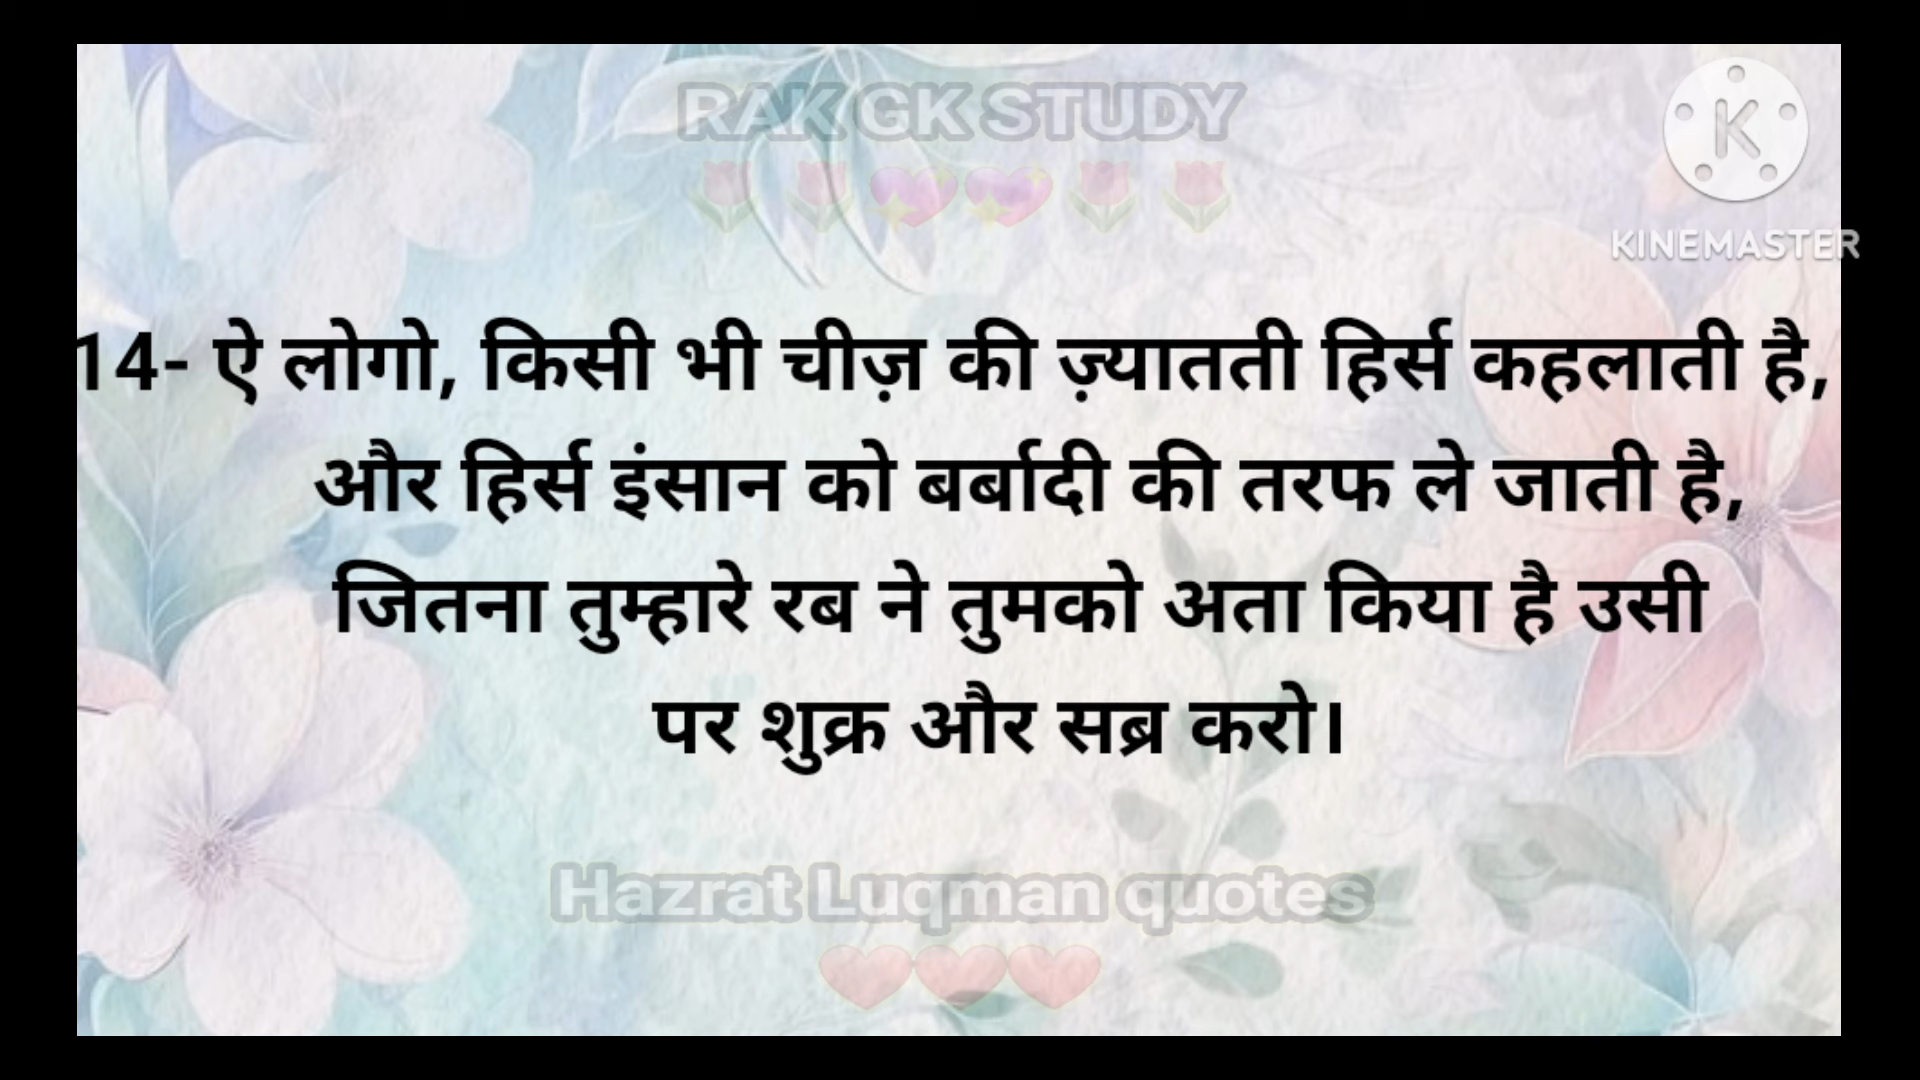 RAK GK STUDY
KINEMASTER
14- ऐ लोगो, किसी भी चीज़ की ज़्यातती हिर्स कहलाती है,
और हिर्स इंसान को बर्बादी की तरफ ले जाती है,
जितना तुम्हारे रब ने तुमको अता किया है उसी
पर शुक्र और सब्र करो।
Hazrat Luqman quotes